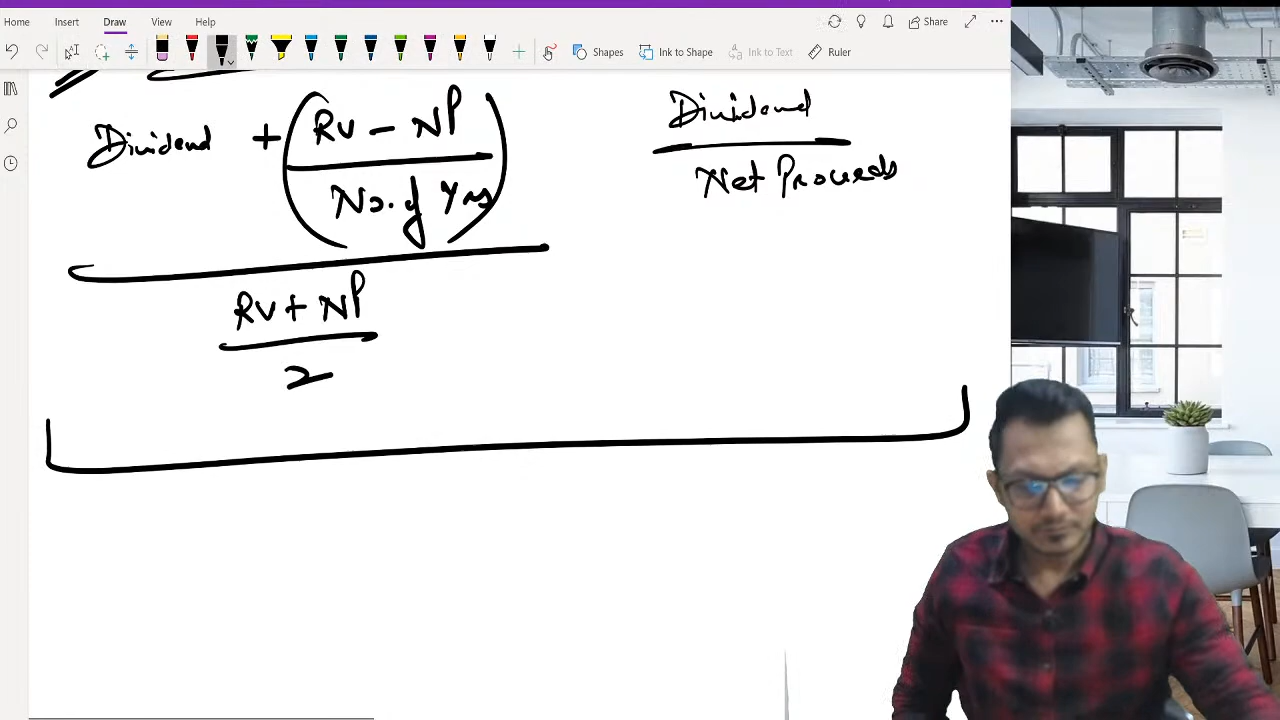 Home Insert Draw View Help
Share
Shapes Ink to Shape Ink to Text Ruler
Dividend + (RV - NP
No. of Yrs)
RV + NP
2
Dividend
Net Proceeds